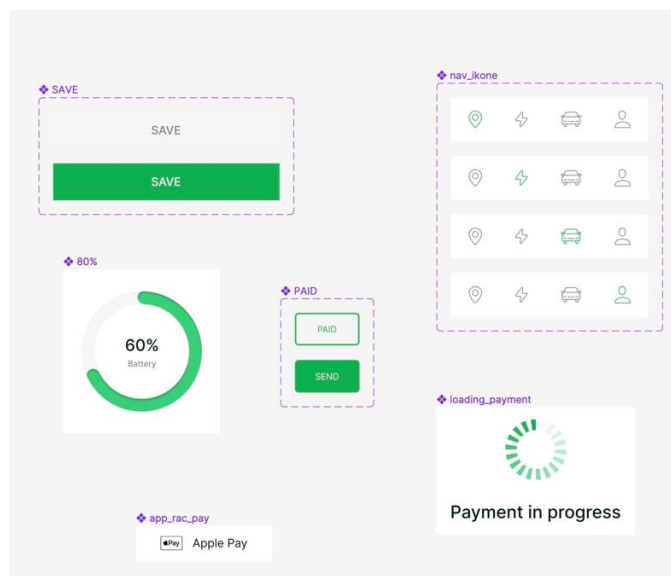 nav_ikone
SAVE
SAVE
SAVE
80%
60%
Battery
PAID
PAID
SEND
loading_payment
Payment in progress
app_rac_pay
Pay Apple Pay